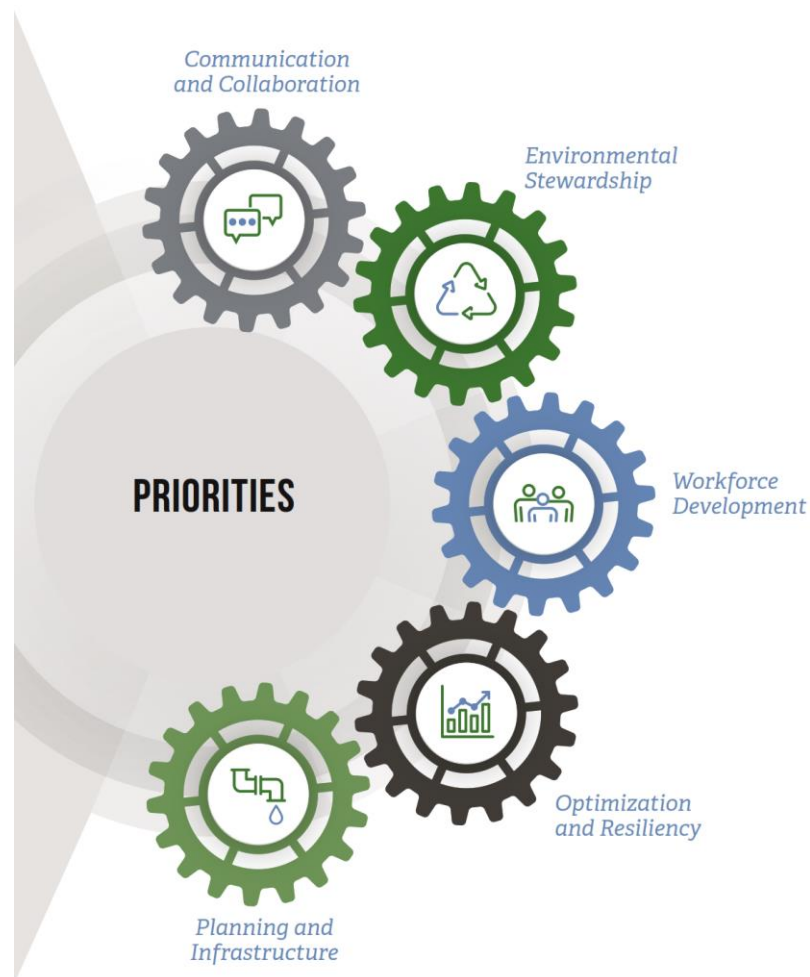 Communication
and Collaboration
Environmental
Stewardship
PRIORITIES
Workforce
Development
Optimization
and Resiliency
Planning and
Infrastructure